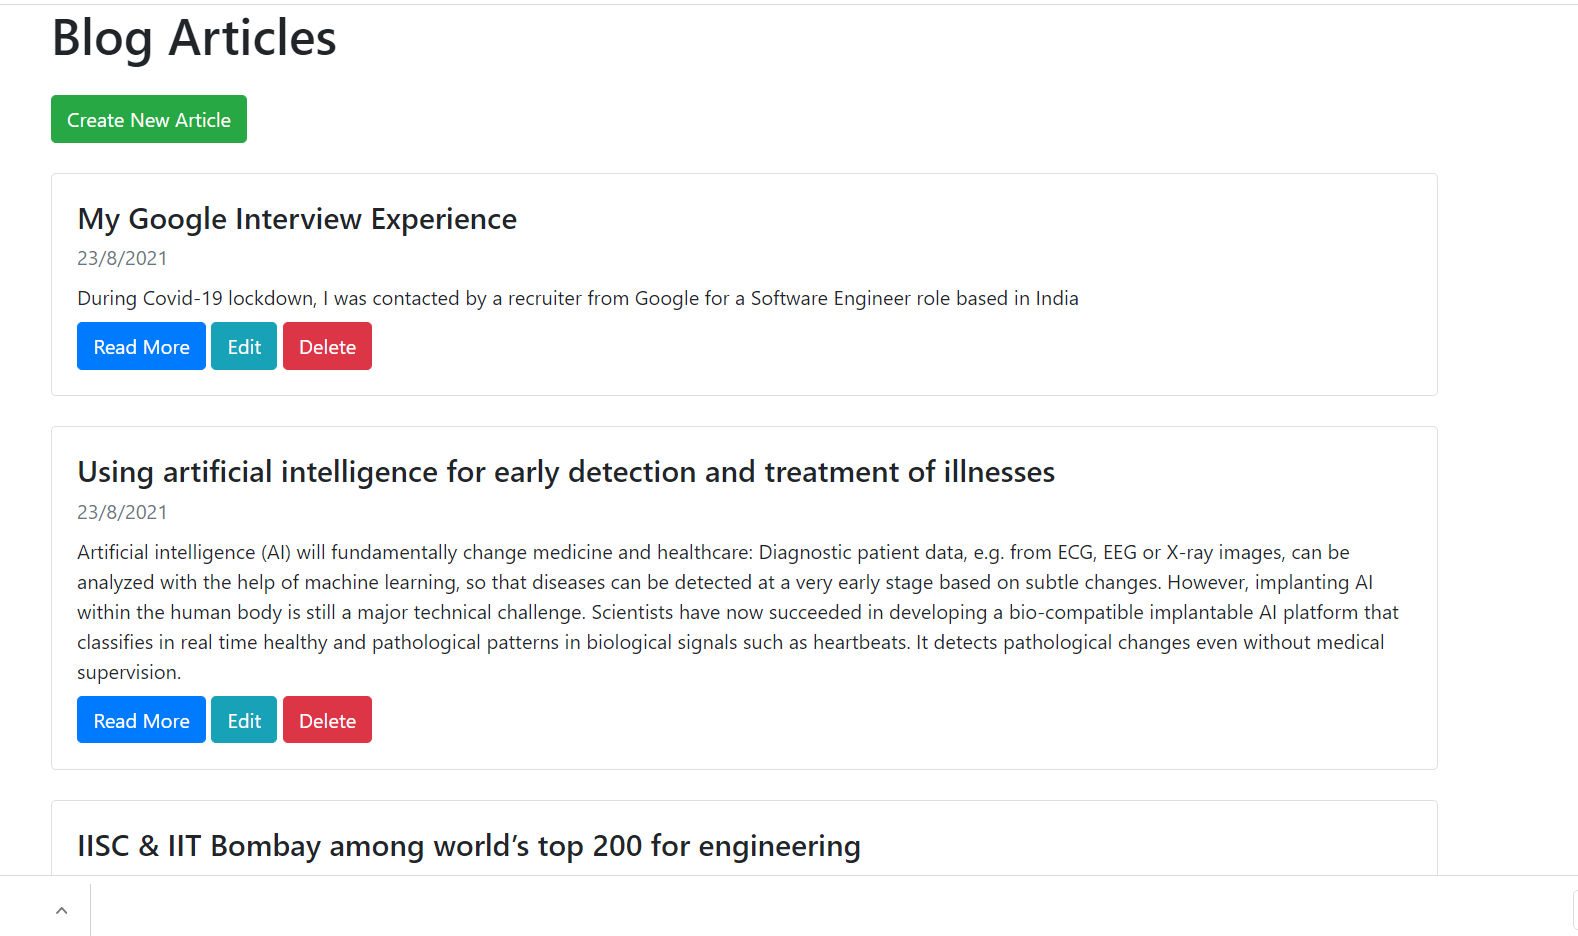 Blog Articles
Create New Article
My Google Interview Experience
23/8/2021
During Covid-19 lockdown, I was contacted by a recruiter from Google for a Software Engineer role based in India
Read More Edit Delete
Using artificial intelligence for early detection and treatment of illnesses
23/8/2021
Artificial intelligence (AI) will fundamentally change medicine and healthcare: Diagnostic patient data, e.g. from ECG, EEG or X-ray images, can be
analyzed with the help of machine learning, so that diseases can be detected at a very early stage based on subtle changes. However, implanting AI
within the human body is still a major technical challenge. Scientists have now succeeded in developing a bio-compatible implantable AI platform that
classifies in real time healthy and pathological patterns in biological signals such as heartbeats. It detects pathological changes even without medical
supervision.
Read More Edit Delete
IISC & IIT Bombay among world’s top 200 for engineering